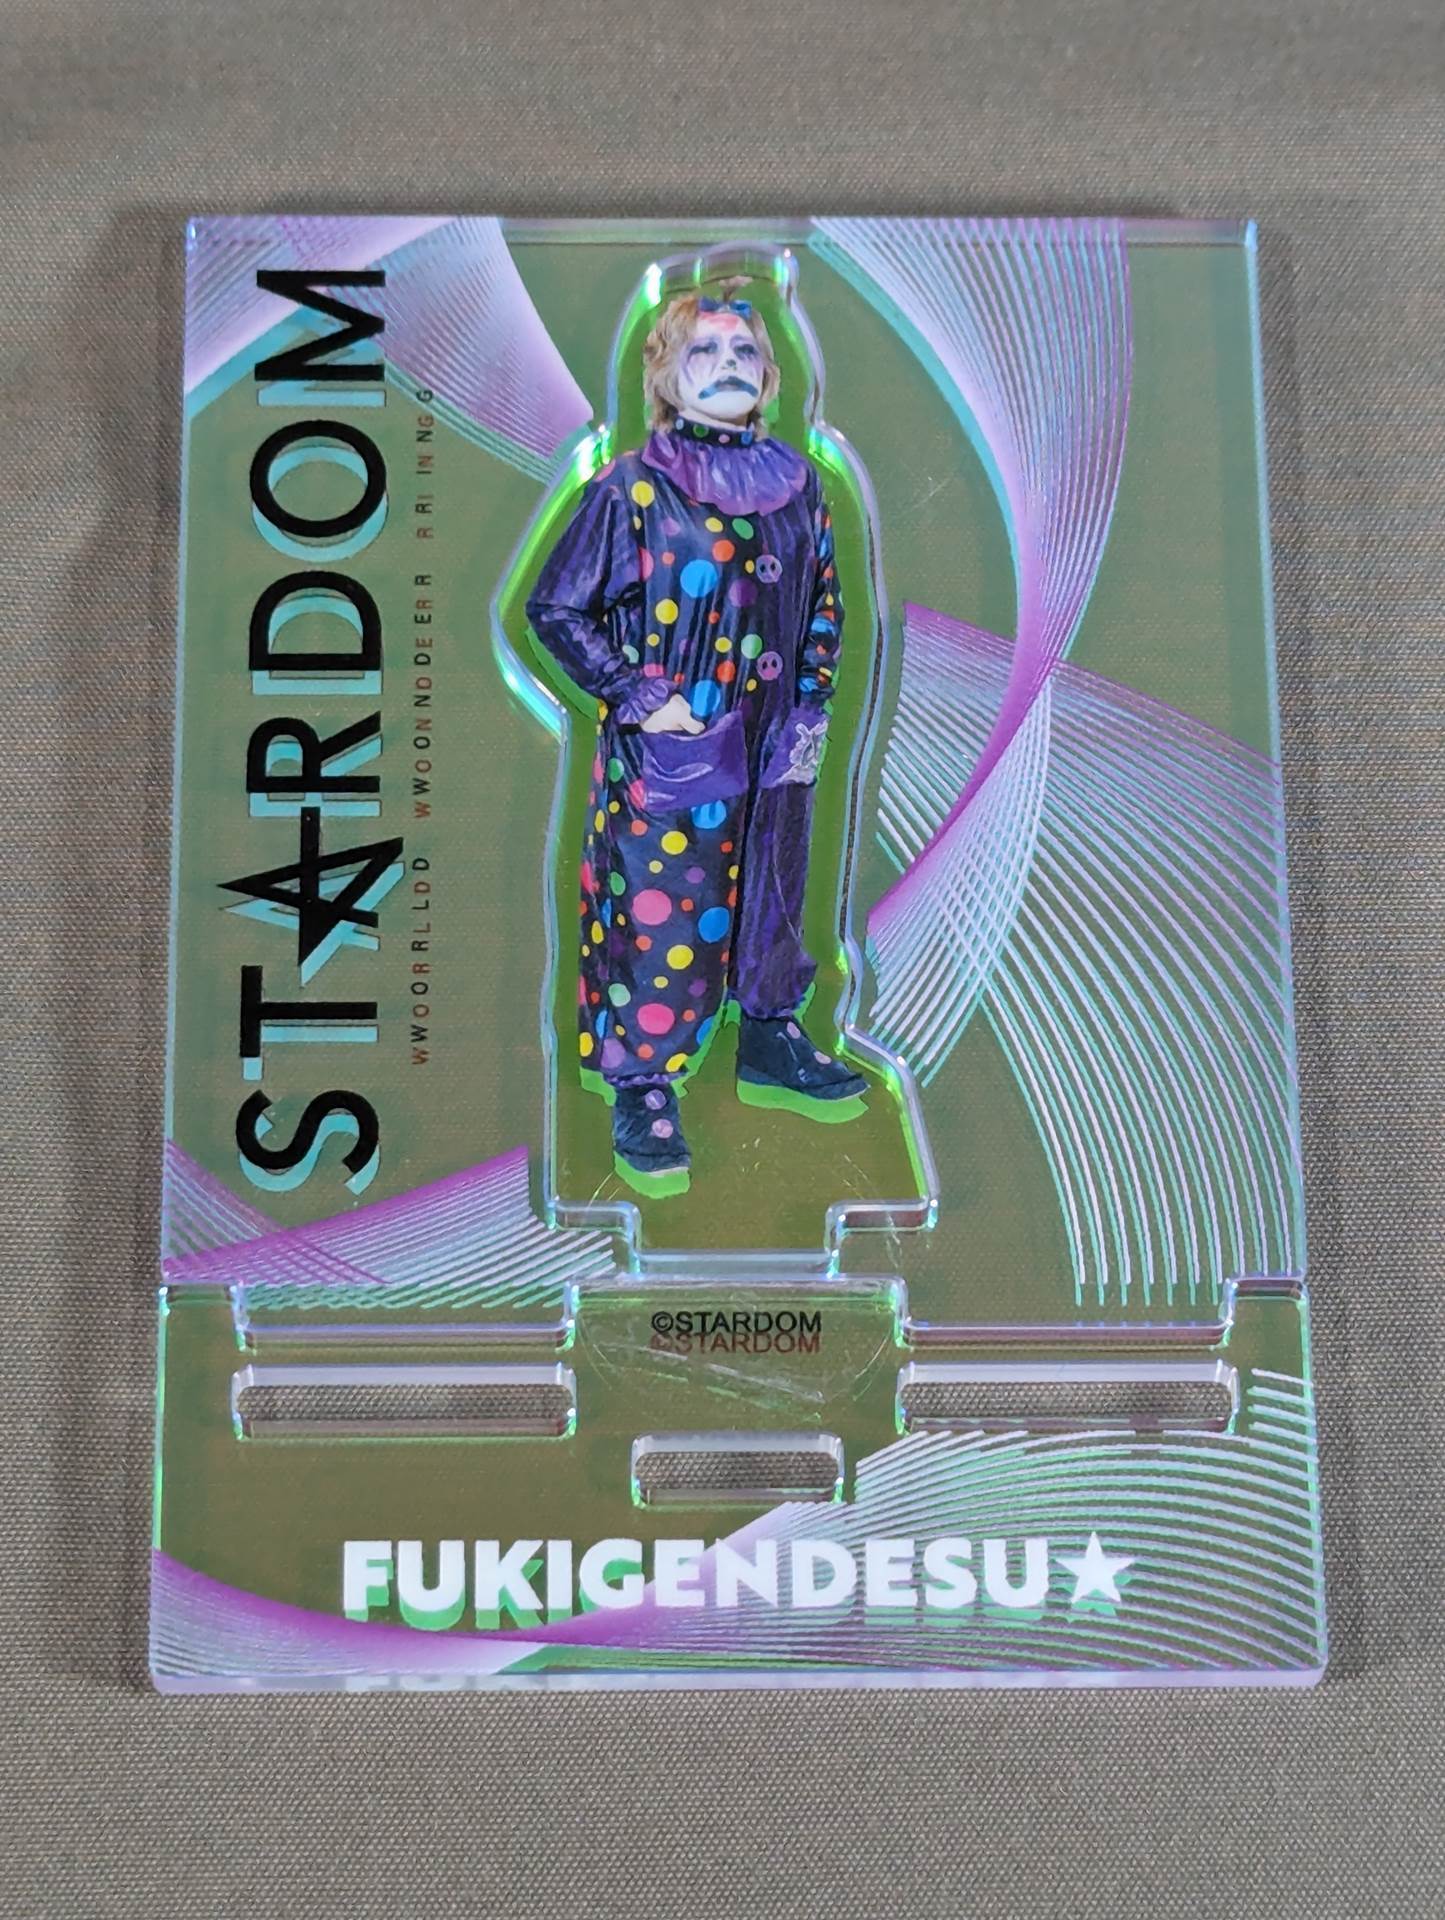 STARDOM
WORLD WONDER RING
©STARDOM
FUKIGENDESU★